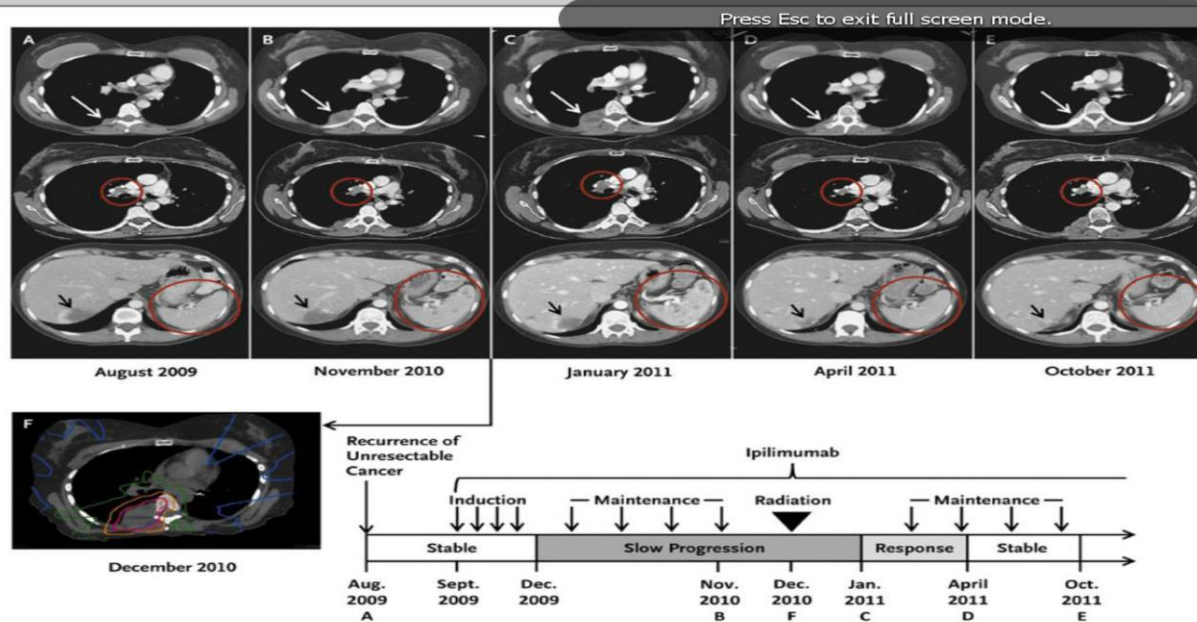 Press Esc to exit full screen mode.
A B C D E
August 2009 November 2010 January 2011 April 2011 October 2011
F
December 2010
Recurrence of
Unresectable
Cancer
Ipilimumab
Induction Maintenance Radiation Maintenance
Stable Slow Progression Response Stable
Aug. Sept. Dec. Nov. Dec. Jan. April Oct.
2009 2009 2009 2010 2010 2011 2011 2011
A B F C D E